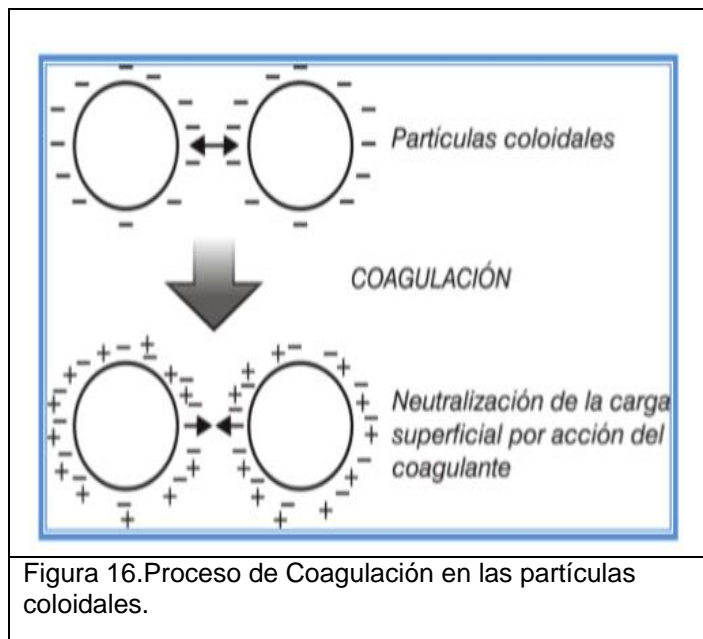 Partículas coloidales
COAGULACIÓN
Neutralización de la carga
superficial por acción del
coagulante
Figura 16.Proceso de Coagulación en las partículas
coloidales.